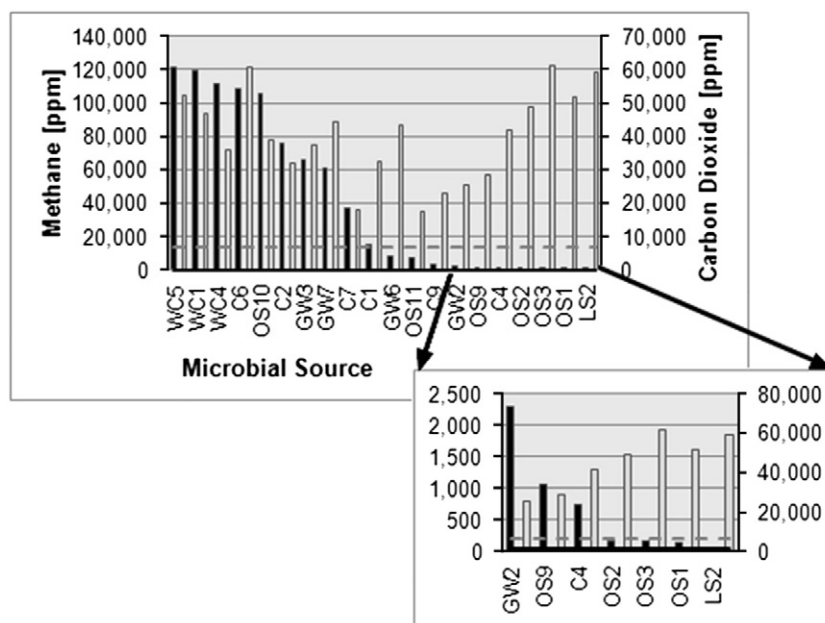 Methane [ppm]
140,000
120,000
100,000
80,000
60,000
40,000
20,000
0
70,000
60,000
50,000
40,000
30,000
20,000
10,000
0
Carbon Dioxide [ppm]
WC5
WC1
WC4
C6
OS10
C2
GW3
GW7
C7
C1
GW6
OS11
C9
GW2
OS9
C4
OS2
OS3
OS1
LS2
Microbial Source
2,500
2,000
1,500
1,000
500
0
80,000
60,000
40,000
20,000
0
GW2
OS9
C4
OS2
OS3
OS1
LS2